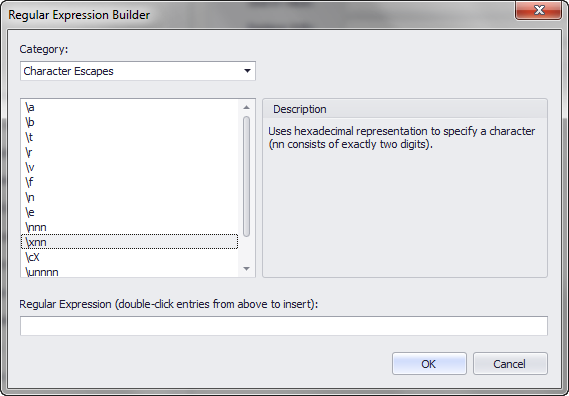 Regular Expression Builder
Category:
Character Escapes
\a
\b
\t
\r
\v
\f
\n
\e
\nnn
\xnn
\cX
\unnnn
Description
Uses hexadecimal representation to specify a character
(nn consists of exactly two digits).
Regular Expression (double-click entries from above to insert):
OK
Cancel